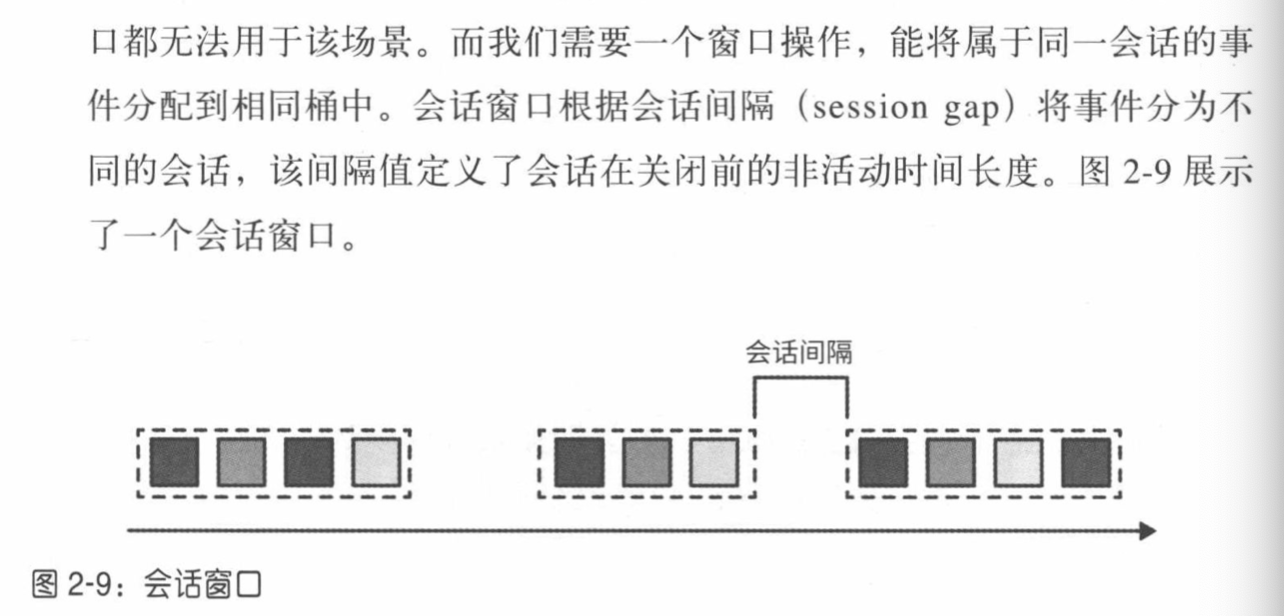 口都无法用于该场景。而我们需要一个窗口操作，能将属于同一会话的事
件分配到相同桶中。会话窗口根据会话间隔（session gap）将事件分为不
同的会话，该间隔值定义了会话在关闭前的非活动时间长度。图 2-9 展示
了一个会话窗口。
会话间隔
图 2-9：会话窗口